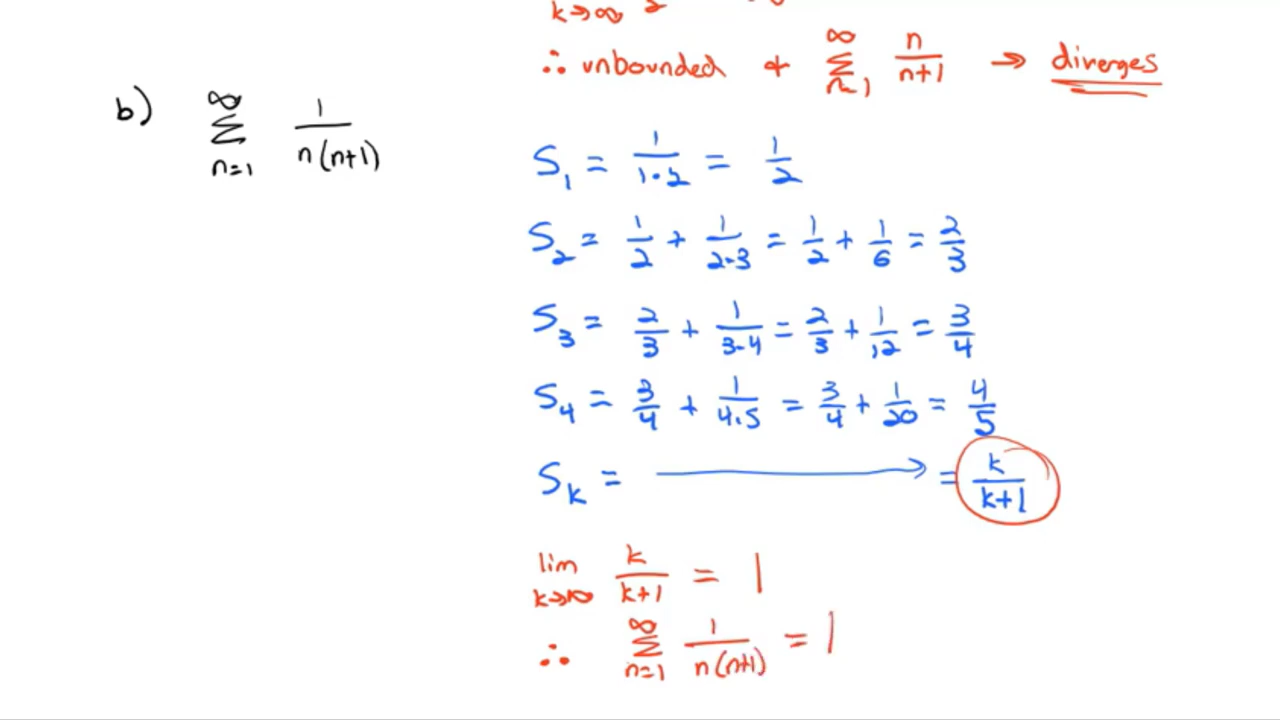 k→∞
∴ unbounded & ∞ Σ n=1 n/(n+1) → diverges
b) ∞ Σ n=1 1/(n(n+1))
S₁ = 1/(1·2) = 1/2
S₂ = 1/2 + 1/(2·3) = 1/2 + 1/6 = 2/3
S₃ = 2/3 + 1/(3·4) = 2/3 + 1/12 = 3/4
S₄ = 3/4 + 1/(4·5) = 3/4 + 1/20 = 4/5
Sₖ = ⟶ = k/(k+1)
lim k→∞ k/(k+1) = 1
∴ ∞ Σ n=1 1/(n(n+1)) = 1